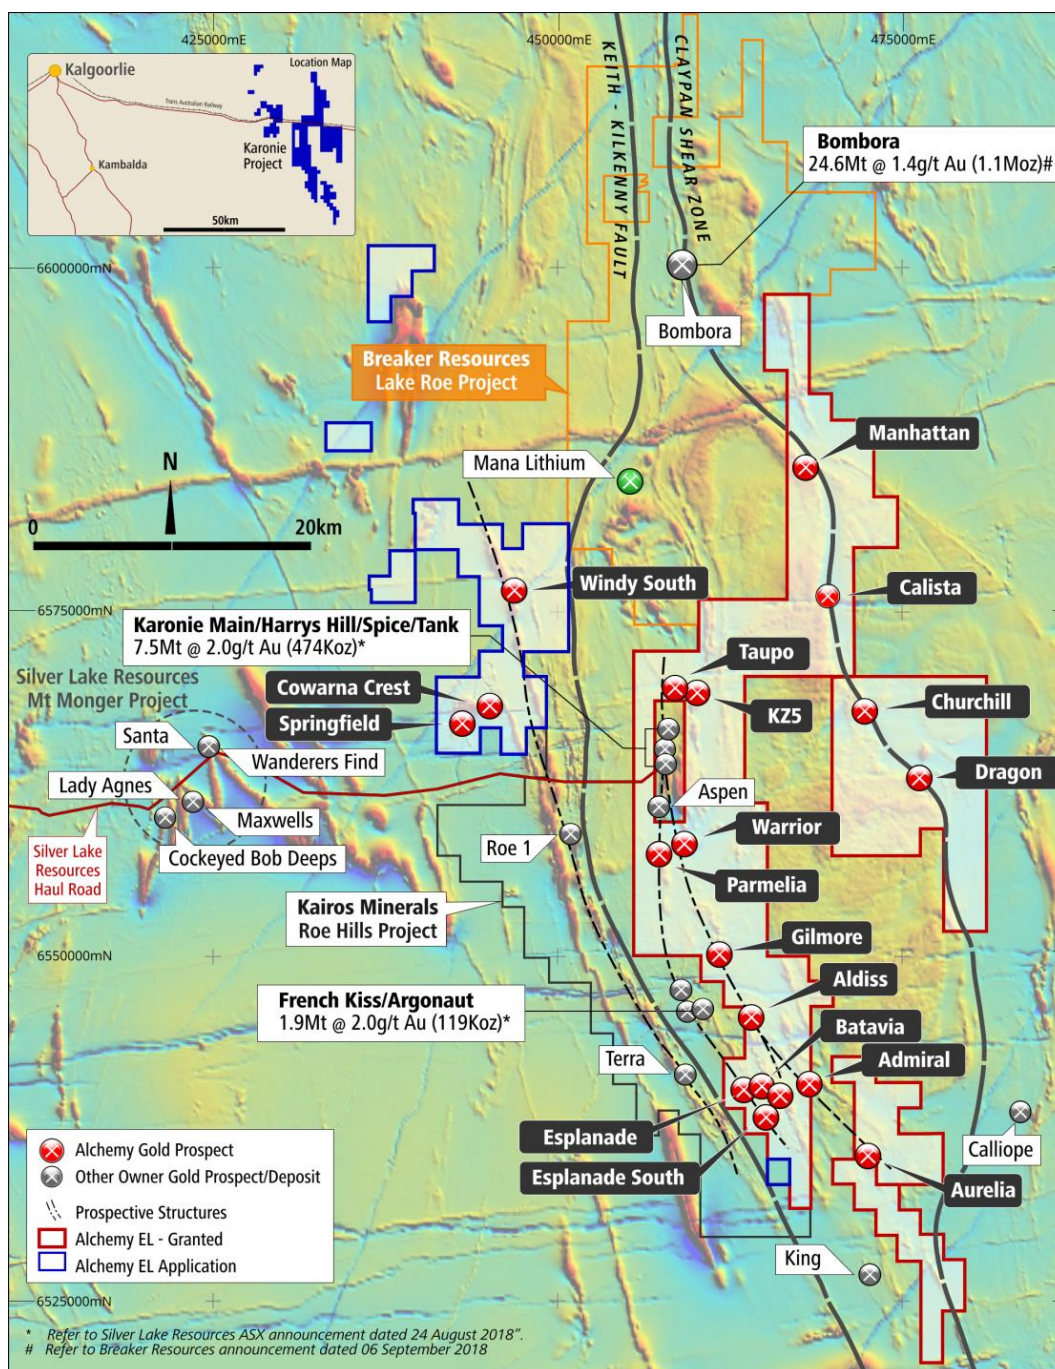 425000mE
450000mE
475000mE
Kalgoorlie
Location Map
Trans Australian Railway
Karonie
Project
Kambalda
50km
KEITH - KILKENNY FAULT
CLAYPAN SHEAR ZONE
Bombora
24.6Mt @ 1.4g/t Au (1.1Moz)#
6600000mN
Bombora
Breaker Resources
Lake Roe Project
Manhattan
N
Mana Lithium
0
20km
Windy South
Calista
6575000mN
Karonie Main/Harrys Hill/Spice/Tank
7.5Mt @ 2.0g/t Au (474Koz)*
Taupo
Silver Lake Resources
Mt Monger Project
Cowarna Crest
Springfield
KZ5
Churchill
Santa
Wanderers Find
Dragon
Lady Agnes
Aspen
Maxwells
Warrior
Cockeyed Bob Deeps
Roe 1
Silver Lake
Resources
Haul Road
Parmelia
Kairos Minerals
Roe Hills Project
Gilmore
6550000mN
Aldiss
French Kiss/Argonaut
1.9Mt @ 2.0g/t Au (119Koz)*
Batavia
Terra
Admiral
Esplanade
Calliope
Esplanade South
Aurelia
Alchemy Gold Prospect
Other Owner Gold Prospect/Deposit
Prospective Structures
Alchemy EL - Granted
Alchemy EL Application
King
6525000mN
* Refer to Silver Lake Resources ASX announcement dated 24 August 2018".
# Refer to Breaker Resources announcement dated 06 September 2018